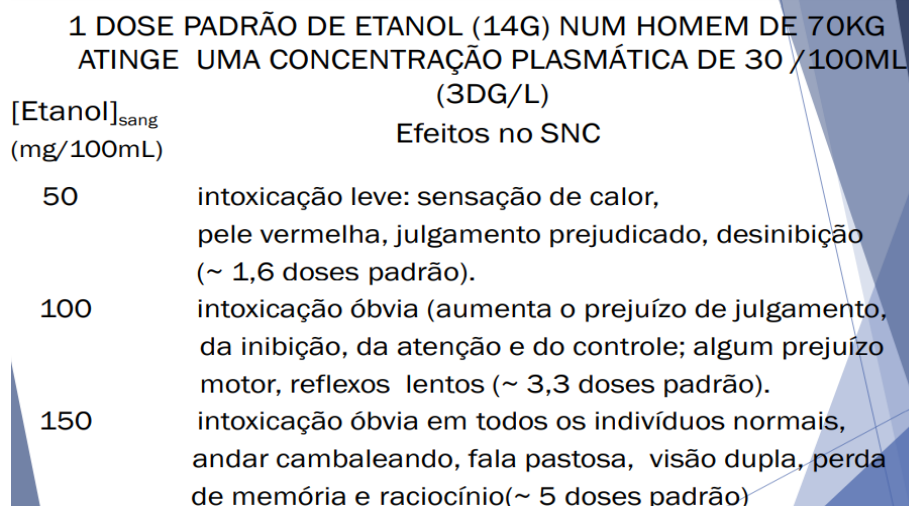 1 DOSE PADRÃO DE ETANOL (14G) NUM HOMEM DE 70KG
ATINGE UMA CONCENTRAÇÃO PLASMÁTICA DE 30 /100ML
(3DG/L)
[Etanol]sang
(mg/100mL)
Efeitos no SNC
50 intoxicação leve: sensação de calor,
pele vermelha, julgamento prejudicado, desinibição
(~ 1,6 doses padrão).
100 intoxicação óbvia (aumenta o prejuízo de julgamento,
da inibição, da atenção e do controle; algum prejuízo
motor, reflexos lentos (~ 3,3 doses padrão).
150 intoxicação óbvia em todos os indivíduos normais,
andar cambaleando, fala pastosa, visão dupla, perda
de memória e raciocínio(~ 5 doses padrão)